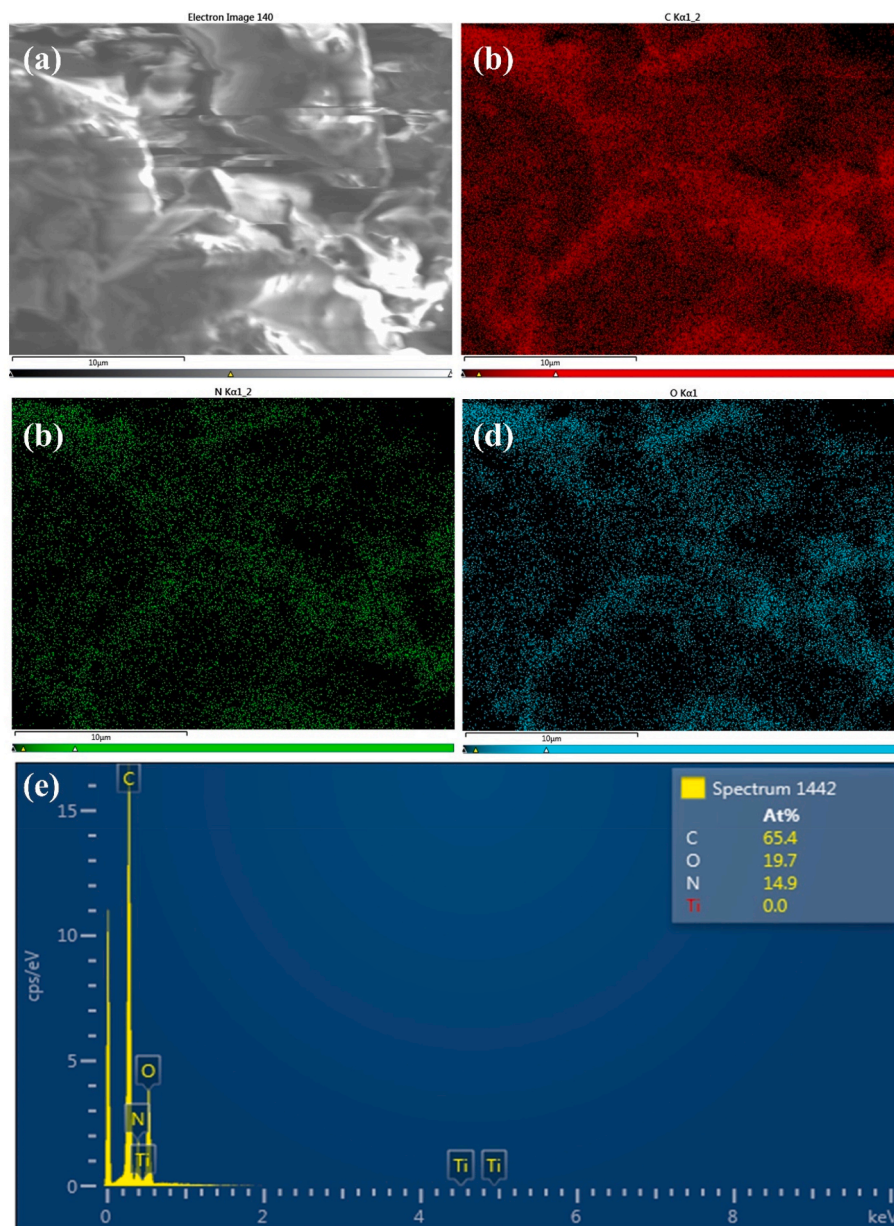 Electron Image 140
C Kα1_2
(a)
(b)
10μm
10μm
N Kα1_2
O Kα1
(b)
(d)
10μm
10μm
(e)
C
15
10
5
0
cps/eV
O
N
Ti
Ti
Ti
Spectrum 1442
At%
C 65.4
O 19.7
N 14.9
Ti 0.0
0 2 4 6 8 keV